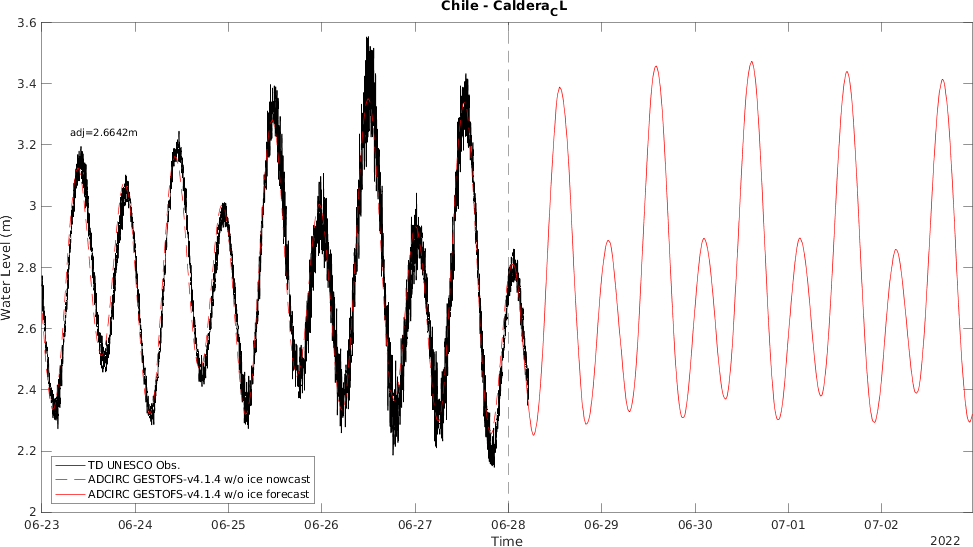 Chile - Caldera_CL
3.6
3.4
3.2
3
2.8
2.6
2.4
2.2
2
Water Level (m)
adj=2.6642m
TD UNESCO Obs.
ADCIRC GESTOFS-v4.1.4 w/o ice nowcast
ADCIRC GESTOFS-v4.1.4 w/o ice forecast
06-23 06-24 06-25 06-26 06-27 06-28 06-29 06-30 07-01 07-02
Time
2022